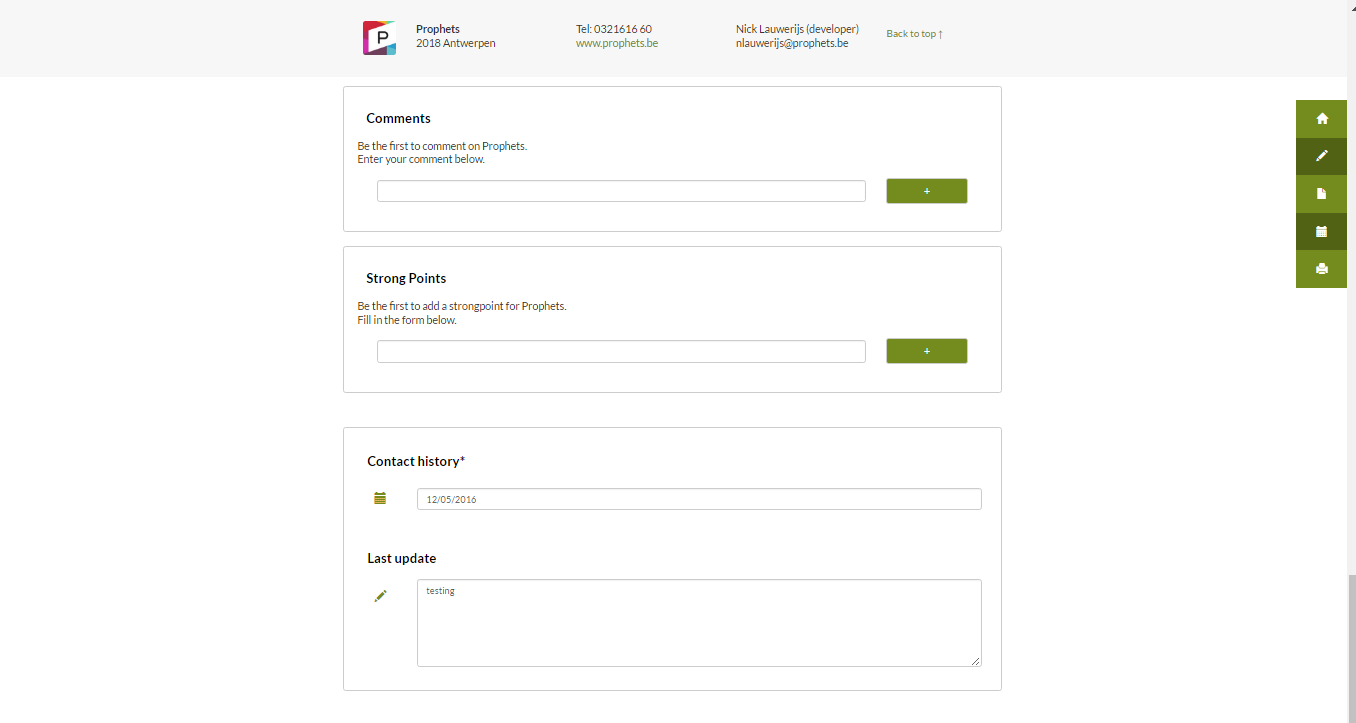 P
Prophets
2018 Antwerpen
Tel: 0321616 60
www.prophets.be
Nick Lauwerijs (developer)
nlauwerijs@prophets.be
Back to top ↑
Comments
Be the first to comment on Prophets.
Enter your comment below.
+
Strong Points
Be the first to add a strongpoint for Prophets.
Fill in the form below.
+
Contact history*
12/05/2016
Last update
testing